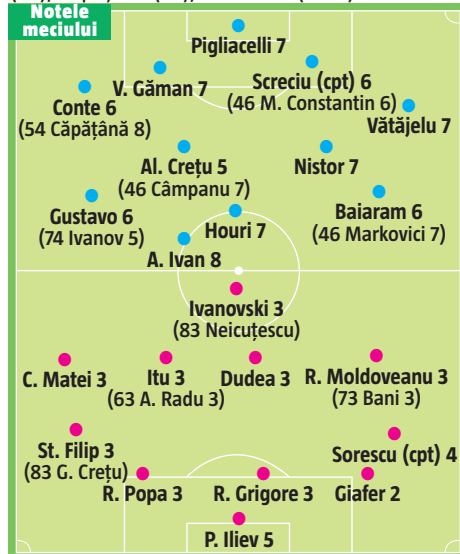 Notele
meciului
Pigliacelli 7
V. Găman 7
Screciu (cpt) 6
(46 M. Constantin 6)
Conte 6
(54 Căpățână 8)
Vătăjelu 7
Al. Crețu 5
(46 Câmpanu 7)
Nistor 7
Gustavo 6
(74 Ivanov 5)
Houri 7
Baiaram 6
(46 Markovici 7)
A. Ivan 8
Ivanovski 3
(83 Neicuțescu)
C. Matei 3
Itu 3
(63 A. Radu 3)
Dudea 3
R. Moldoveanu 3
(73 Bani 3)
St. Filip 3
(83 G. Crețu)
Sorescu (cpt) 4
R. Popa 3
R. Grigore 3
Giafer 2
P. Iliev 5